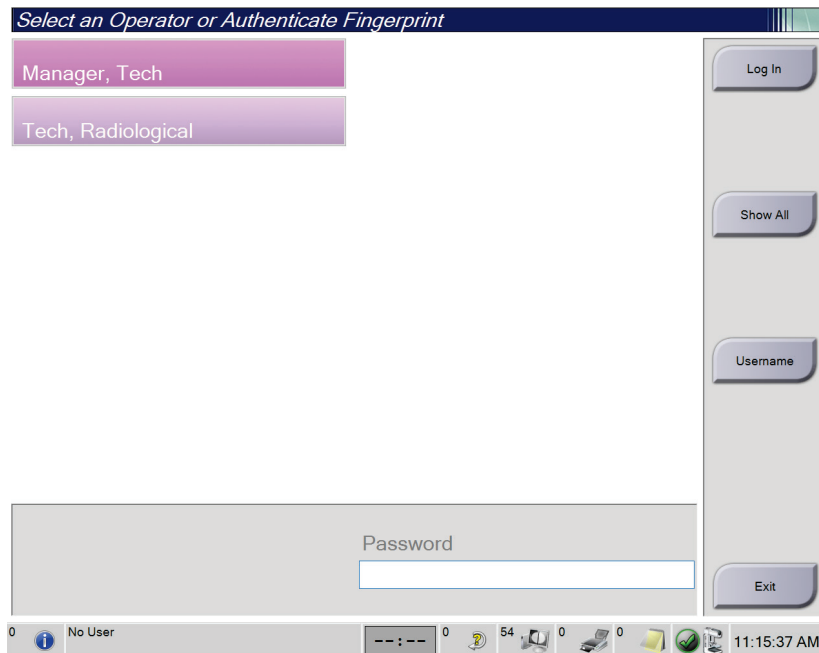 Select an Operator or Authenticate Fingerprint
Manager, Tech
Tech, Radiological
Log In
Show All
Username
Exit
Password
0 No User --:-- 0 54 0 0 11:15:37 AM